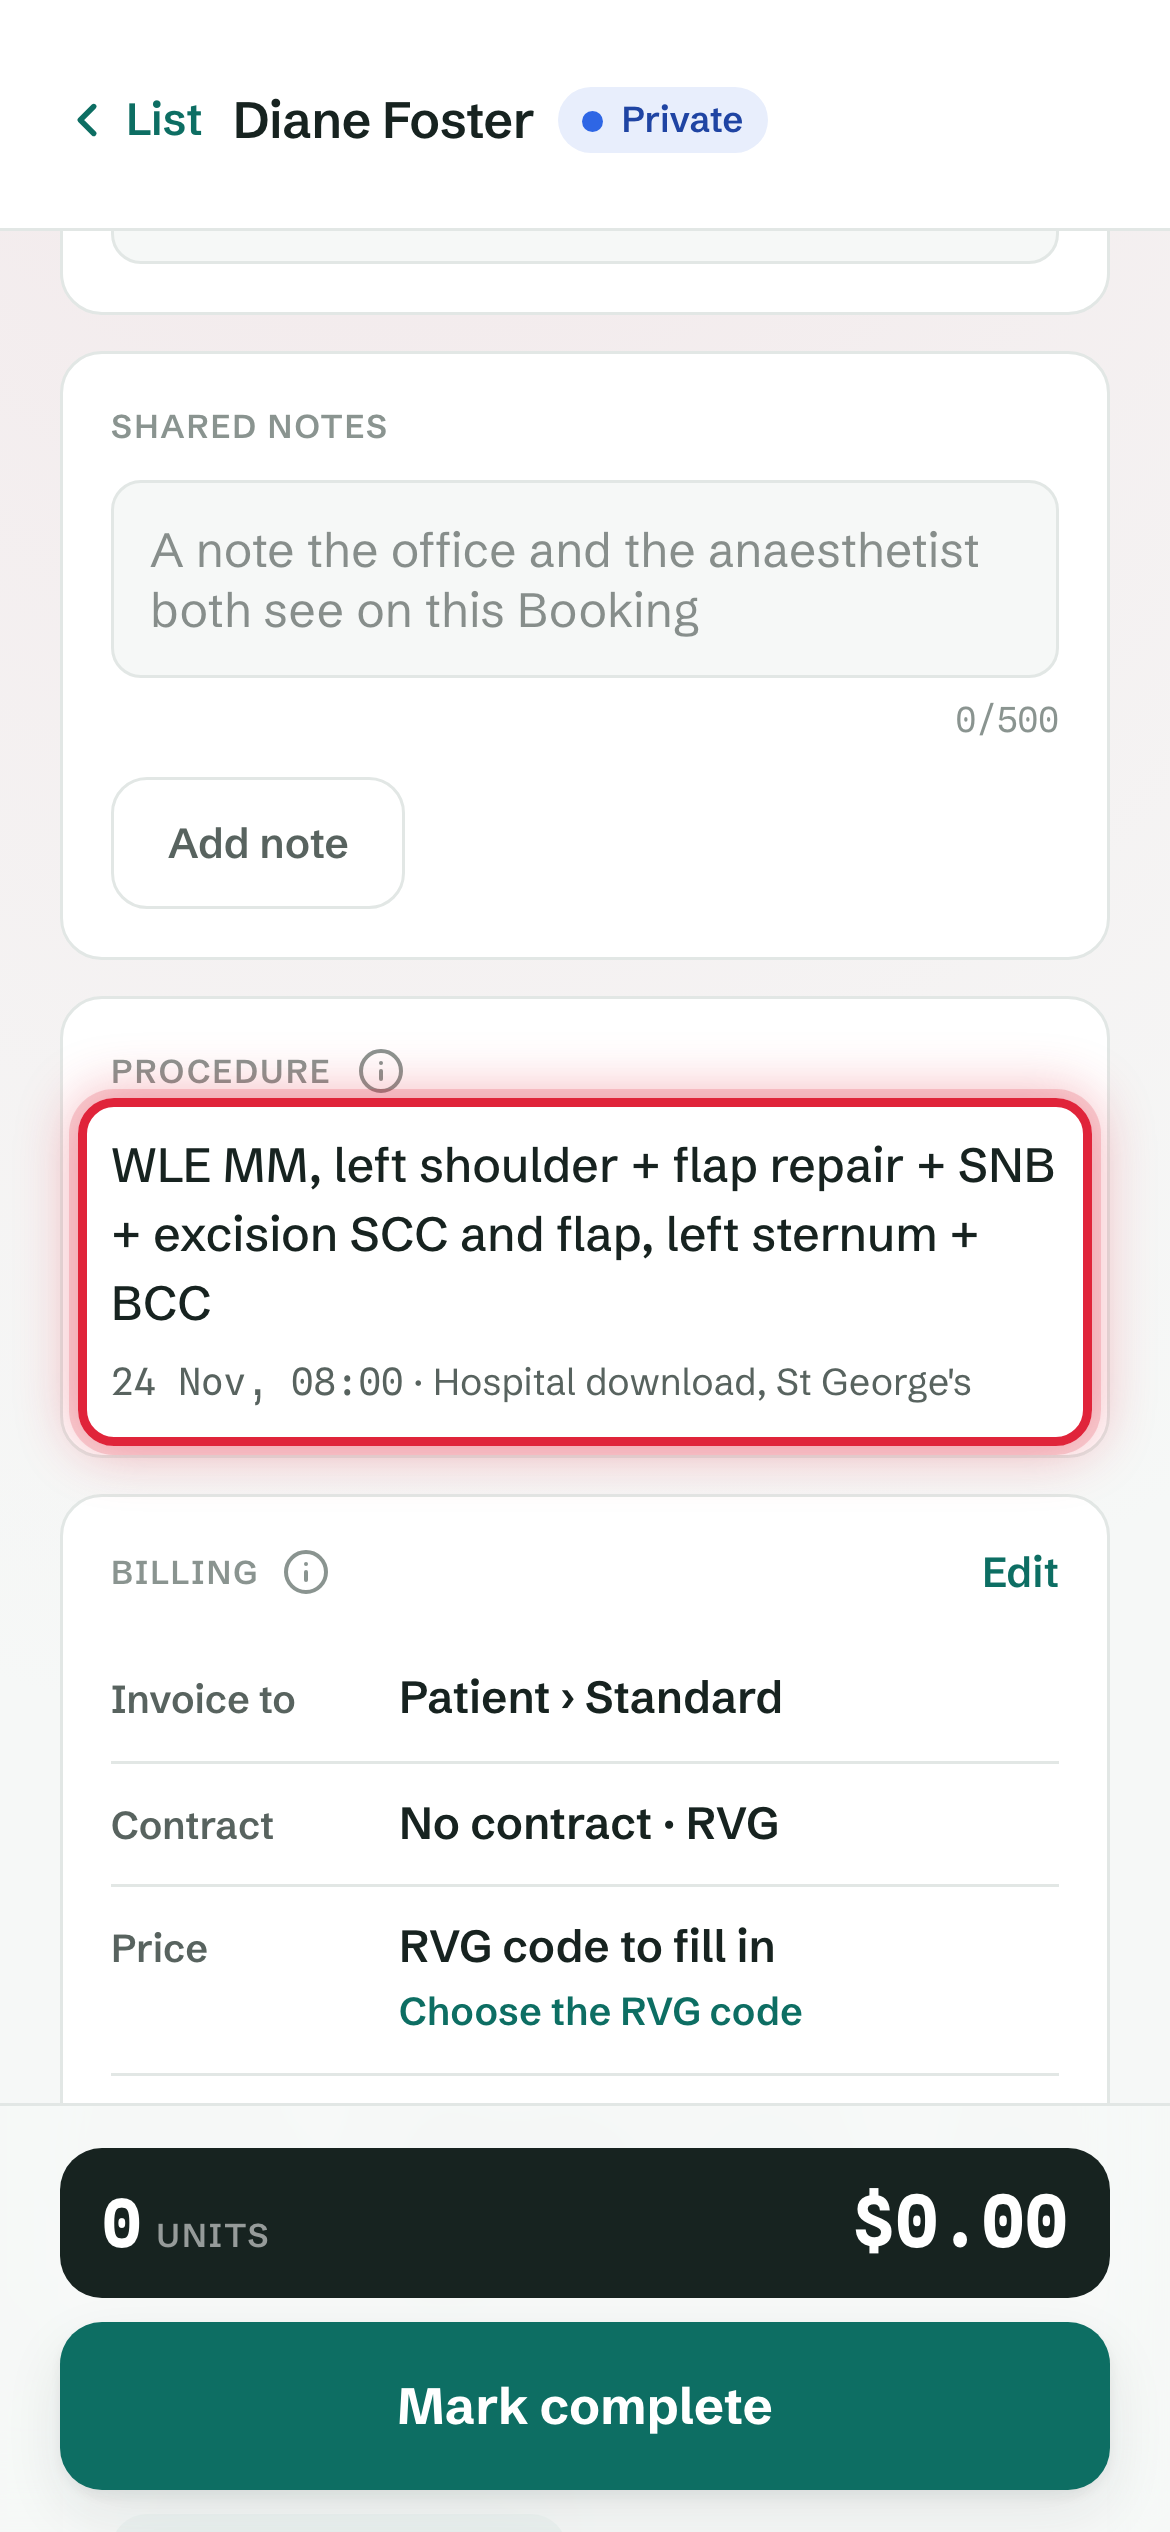 List Diane Foster Private
SHARED NOTES
A note the office and the anaesthetist
both see on this Booking
0/500
Add note
PROCEDURE
WLE MM, left shoulder + flap repair + SNB
+ excision SCC and flap, left sternum +
BCC
24 Nov, 08:00 · Hospital download, St George's
BILLING Edit
Invoice to Patient › Standard
Contract No contract · RVG
Price RVG code to fill in
Choose the RVG code
0 UNITS $0.00
Mark complete